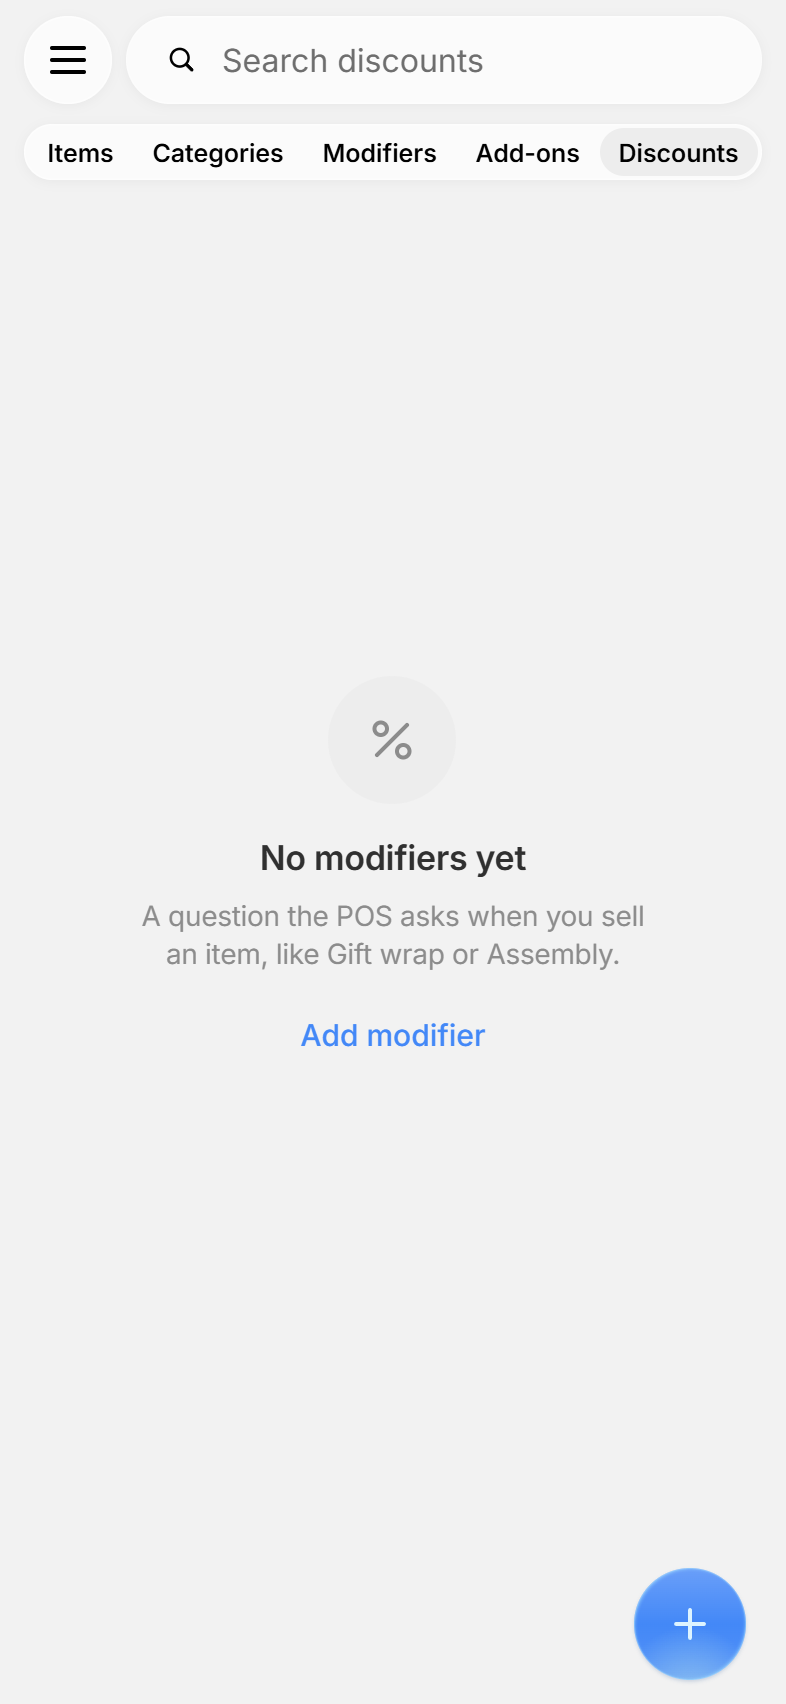 Search discounts
Items Categories Modifiers Add-ons Discounts
No modifiers yet
A question the POS asks when you sell
an item, like Gift wrap or Assembly.
Add modifier